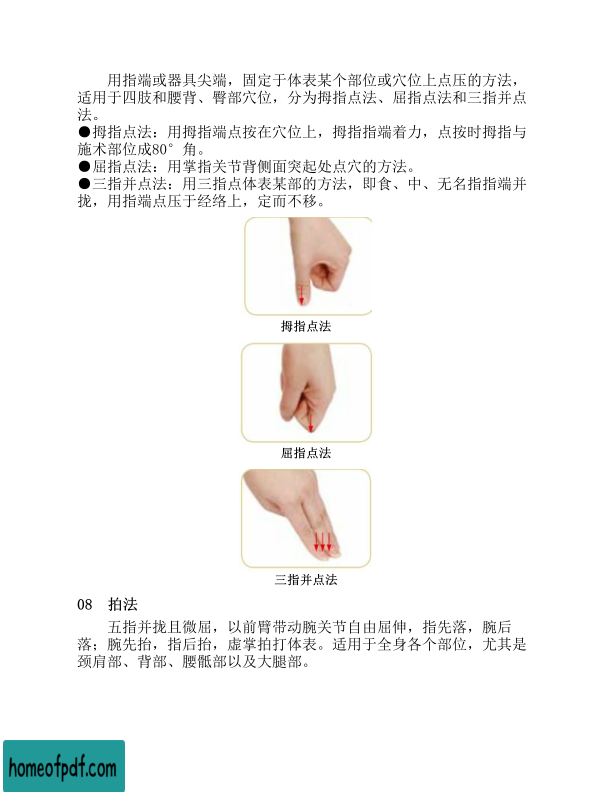 用指端或器具尖端，固定于体表某个部位或穴位上点压的方法，
适用于四肢和腰背、臀部穴位，分为拇指点法、屈指点法和三指并点
法。
●拇指点法：用拇指端点按在穴位上，拇指指端着力，点按时拇指与
施术部位成80°角。
●屈指点法：用掌指关节背侧面突起处点穴的方法。
●三指并点法：用三指点体表某部的方法，即食、中、无名指指端并
拢，用指端点压于经络上，定而不移。
拇指点法
屈指点法
三指并点法
08 拍法
五指并拢且微屈，以前臂带动腕关节自由屈伸，指先落，腕后
落；腕先抬，指后抬，虚掌拍打体表。适用于全身各个部位，尤其是
颈肩部、背部、腰骶部以及大腿部。
homeofpdf.com